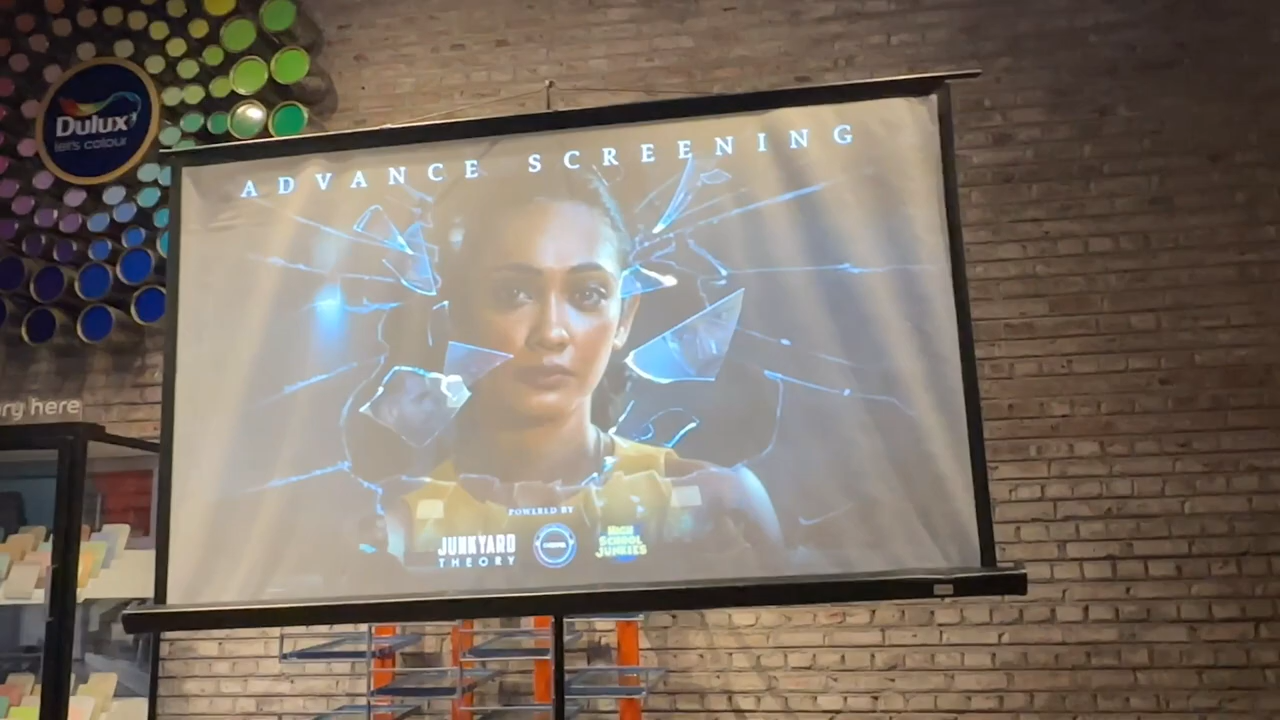 Dulux
let's colour
ADVANCE SCREENING
ry here
POWERED BY
JUNKYARD
THEORY
HIGH
SCHOOL
JUNKIES